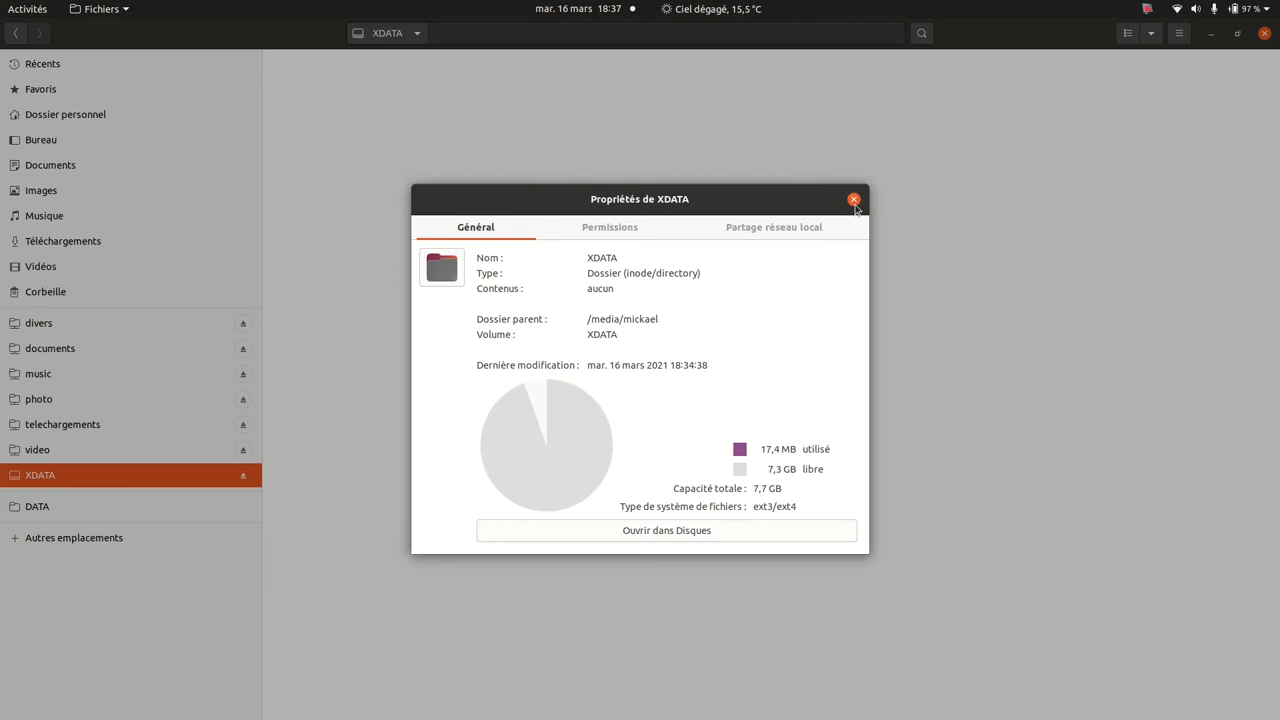 Activités Fichiers mar. 16 mars 18:37 Ciel dégagé, 15,5 °C 97 %
XDATA
Récents
Favoris
Dossier personnel
Bureau
Documents
Images
Musique
Téléchargements
Vidéos
Corbeille
divers
documents
music
photo
telechargements
video
XDATA
DATA
Autres emplacements
Propriétés de XDATA
Général Permissions Partage réseau local
Nom : XDATA
Type : Dossier (inode/directory)
Contenus : aucun
Dossier parent : /media/mickael
Volume : XDATA
Dernière modification : mar. 16 mars 2021 18:34:38
17,4 MB utilisé
7,3 GB libre
Capacité totale : 7,7 GB
Type de système de fichiers : ext3/ext4
Ouvrir dans Disques